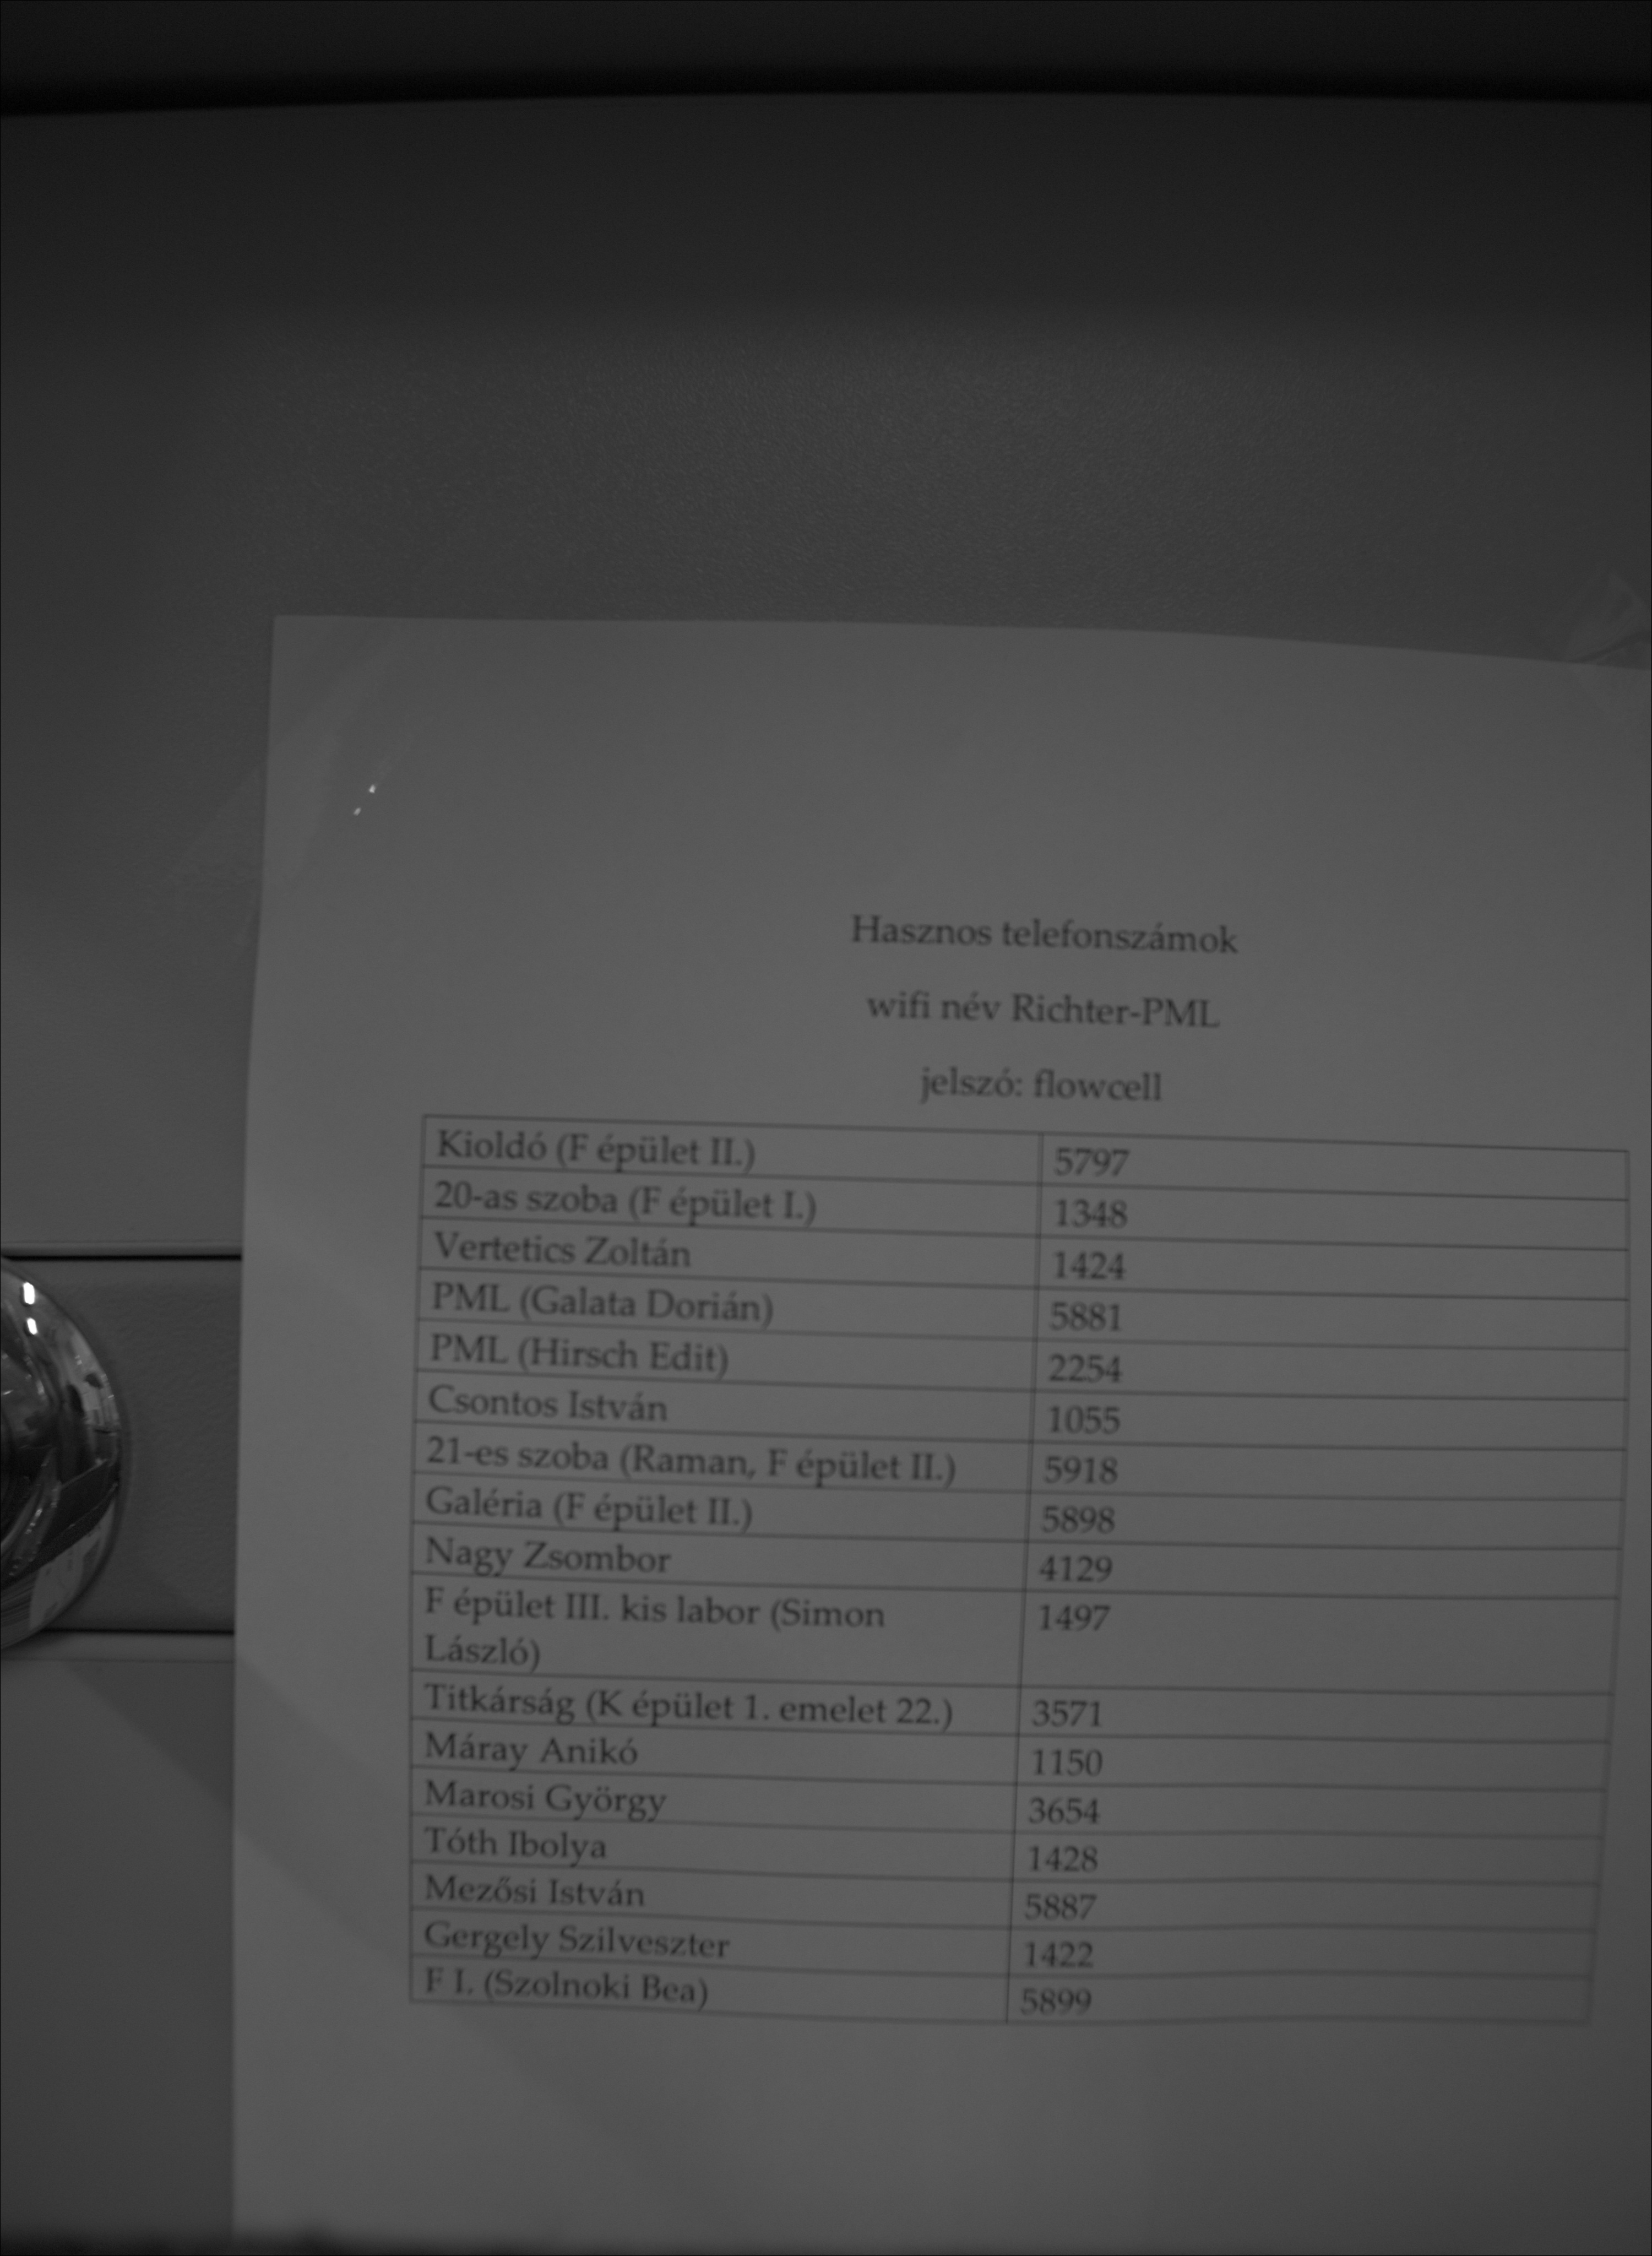 Hasznos telefonszámok
wifi név Richter-PML
jelszó: flowcell
Kioldó (F épület II.) 5797
20-as szoba (F épület I.) 1348
Vertetics Zoltán 1424
PML (Galata Dorián) 5881
PML (Hirsch Edit) 2254
Csontos István 1055
21-es szoba (Raman, F épület II.) 5918
Galéria (F épület II.) 5898
Nagy Zsombor 4129
F épület III. kis labor (Simon 1497
László)
Titkárság (K épület 1. emelet 22.) 3571
Máray Anikó 1150
Marosi György 3654
Tóth Ibolya 1428
Mezősi István 5887
Gergely Szilveszter 1422
F I. (Szolnoki Bea) 5899